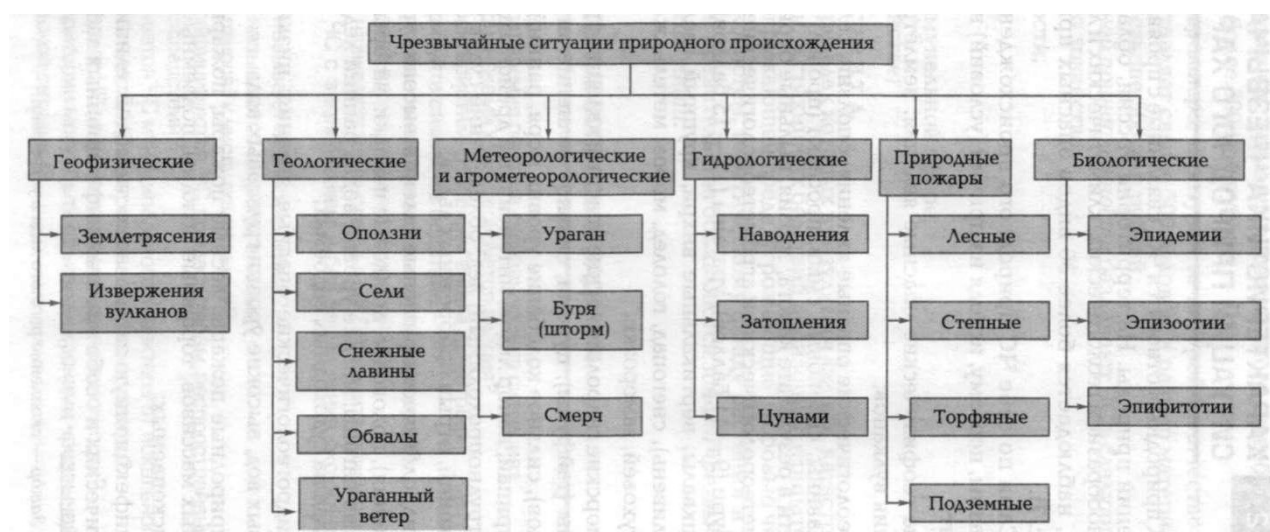 Чрезвычайные ситуации природного происхождения
Геофизические
Землетрясения
Извержения
вулканов
Геологические
Оползни
Сели
Снежные
лавины
Обвалы
Ураганный
ветер
Метеорологические
и агрометеорологические
Ураган
Буря
(шторм)
Смерч
Гидрологические
Наводнения
Затопления
Цунами
Природные
пожары
Лесные
Степные
Торфяные
Подземные
Биологические
Эпидемии
Эпизоотии
Эпифитотии